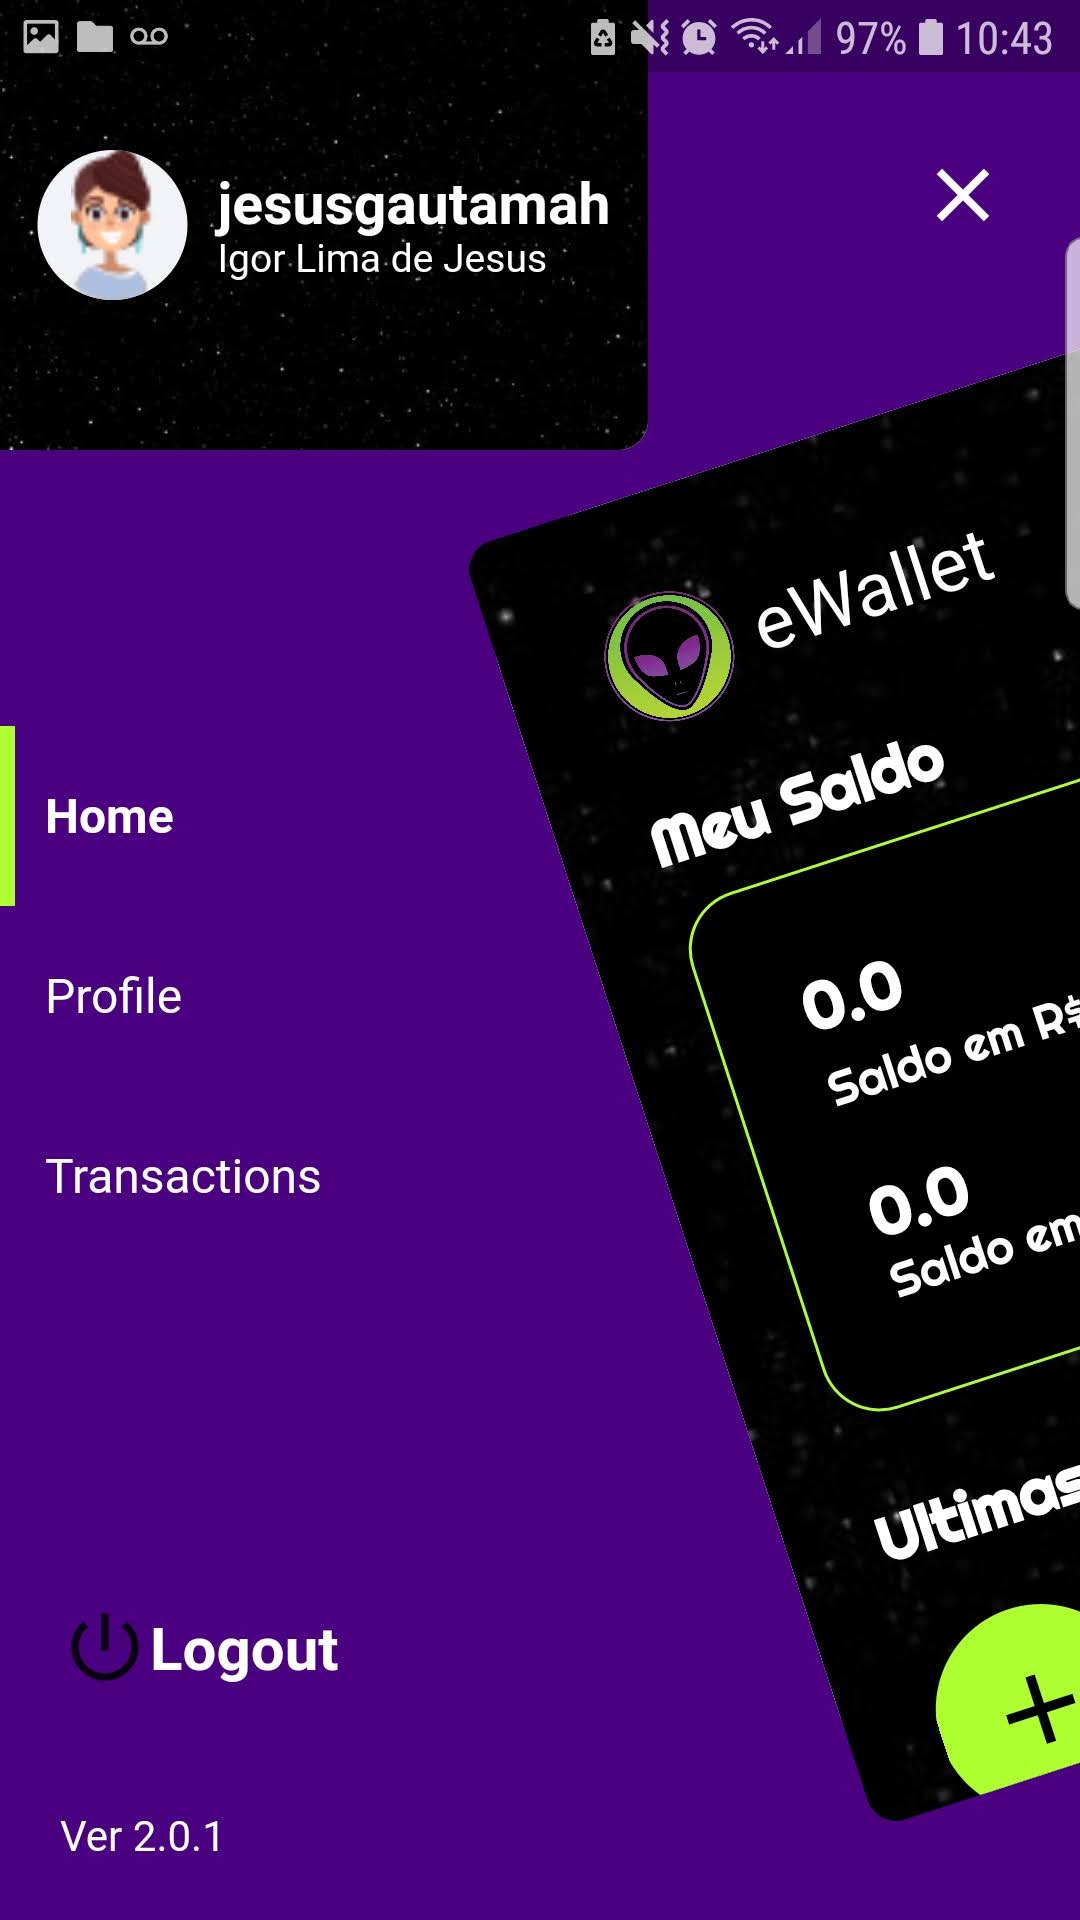 97% 10:43
jesusgautamah
Igor Lima de Jesus
eWallet
Meu Saldo
Home
0.0
Saldo em R$
Profile
0.0
Saldo em
Transactions
Ultimas
Logout
Ver 2.0.1